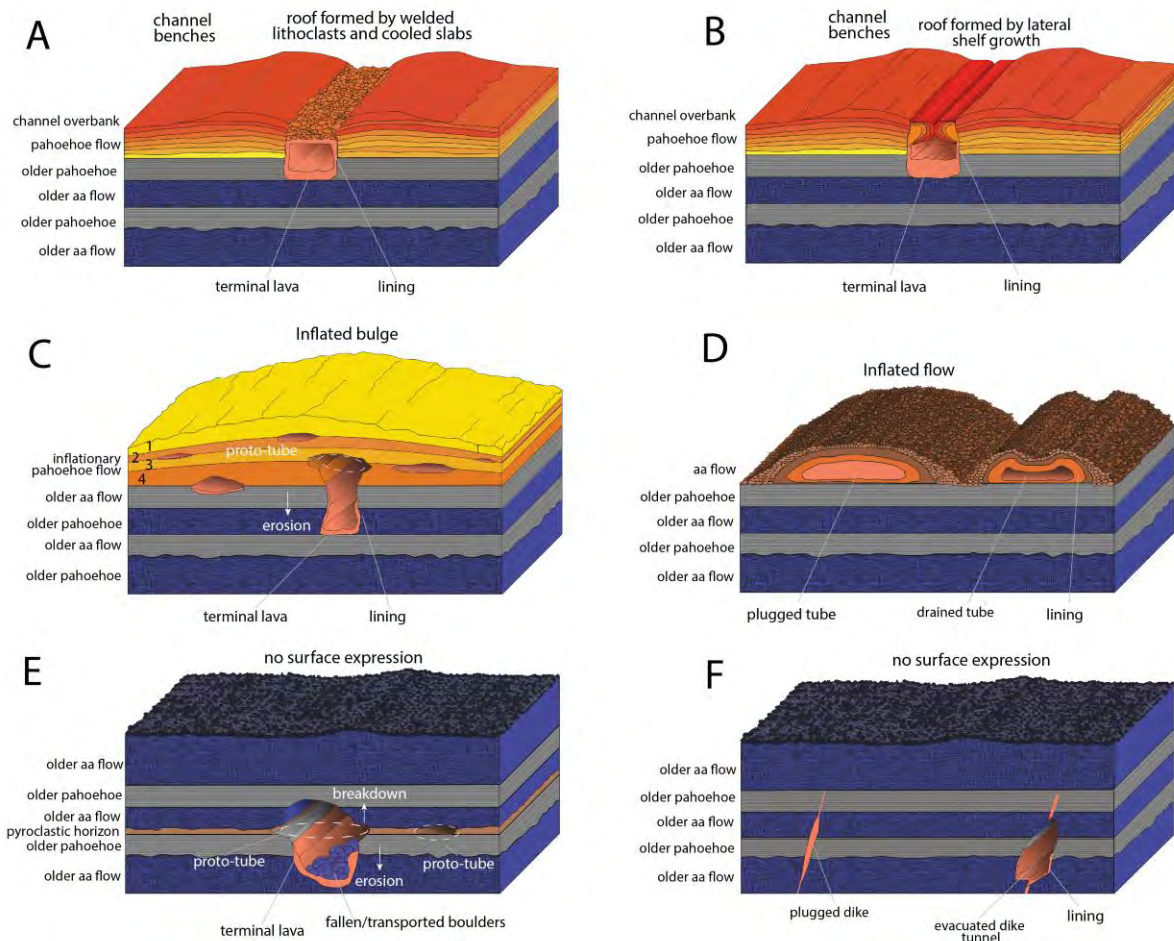 A
channel
benches
roof formed by welded
lithoclasts and cooled slabs
channel overbank
pahoehoe flow
older pahoehoe
older aa flow
older pahoehoe
older aa flow
terminal lava
lining
B
channel
benches
roof formed by lateral
shelf growth
channel overbank
pahoehoe flow
older pahoehoe
older aa flow
older pahoehoe
older aa flow
terminal lava
lining
C
Inflated bulge
1
2
3
4
proto-tube
inflationary
pahoehoe flow
older aa flow
older pahoehoe
older aa flow
older pahoehoe
erosion
terminal lava
lining
D
Inflated flow
aa flow
older pahoehoe
older aa flow
older pahoehoe
older aa flow
plugged tube
drained tube
lining
E
no surface expression
older aa flow
older pahoehoe
older aa flow
pyroclastic horizon
older pahoehoe
older aa flow
breakdown
proto-tube
erosion
proto-tube
terminal lava
fallen/transported boulders
F
no surface expression
older aa flow
older pahoehoe
older aa flow
older pahoehoe
older aa flow
plugged dike
evacuated dike
tunnel
lining